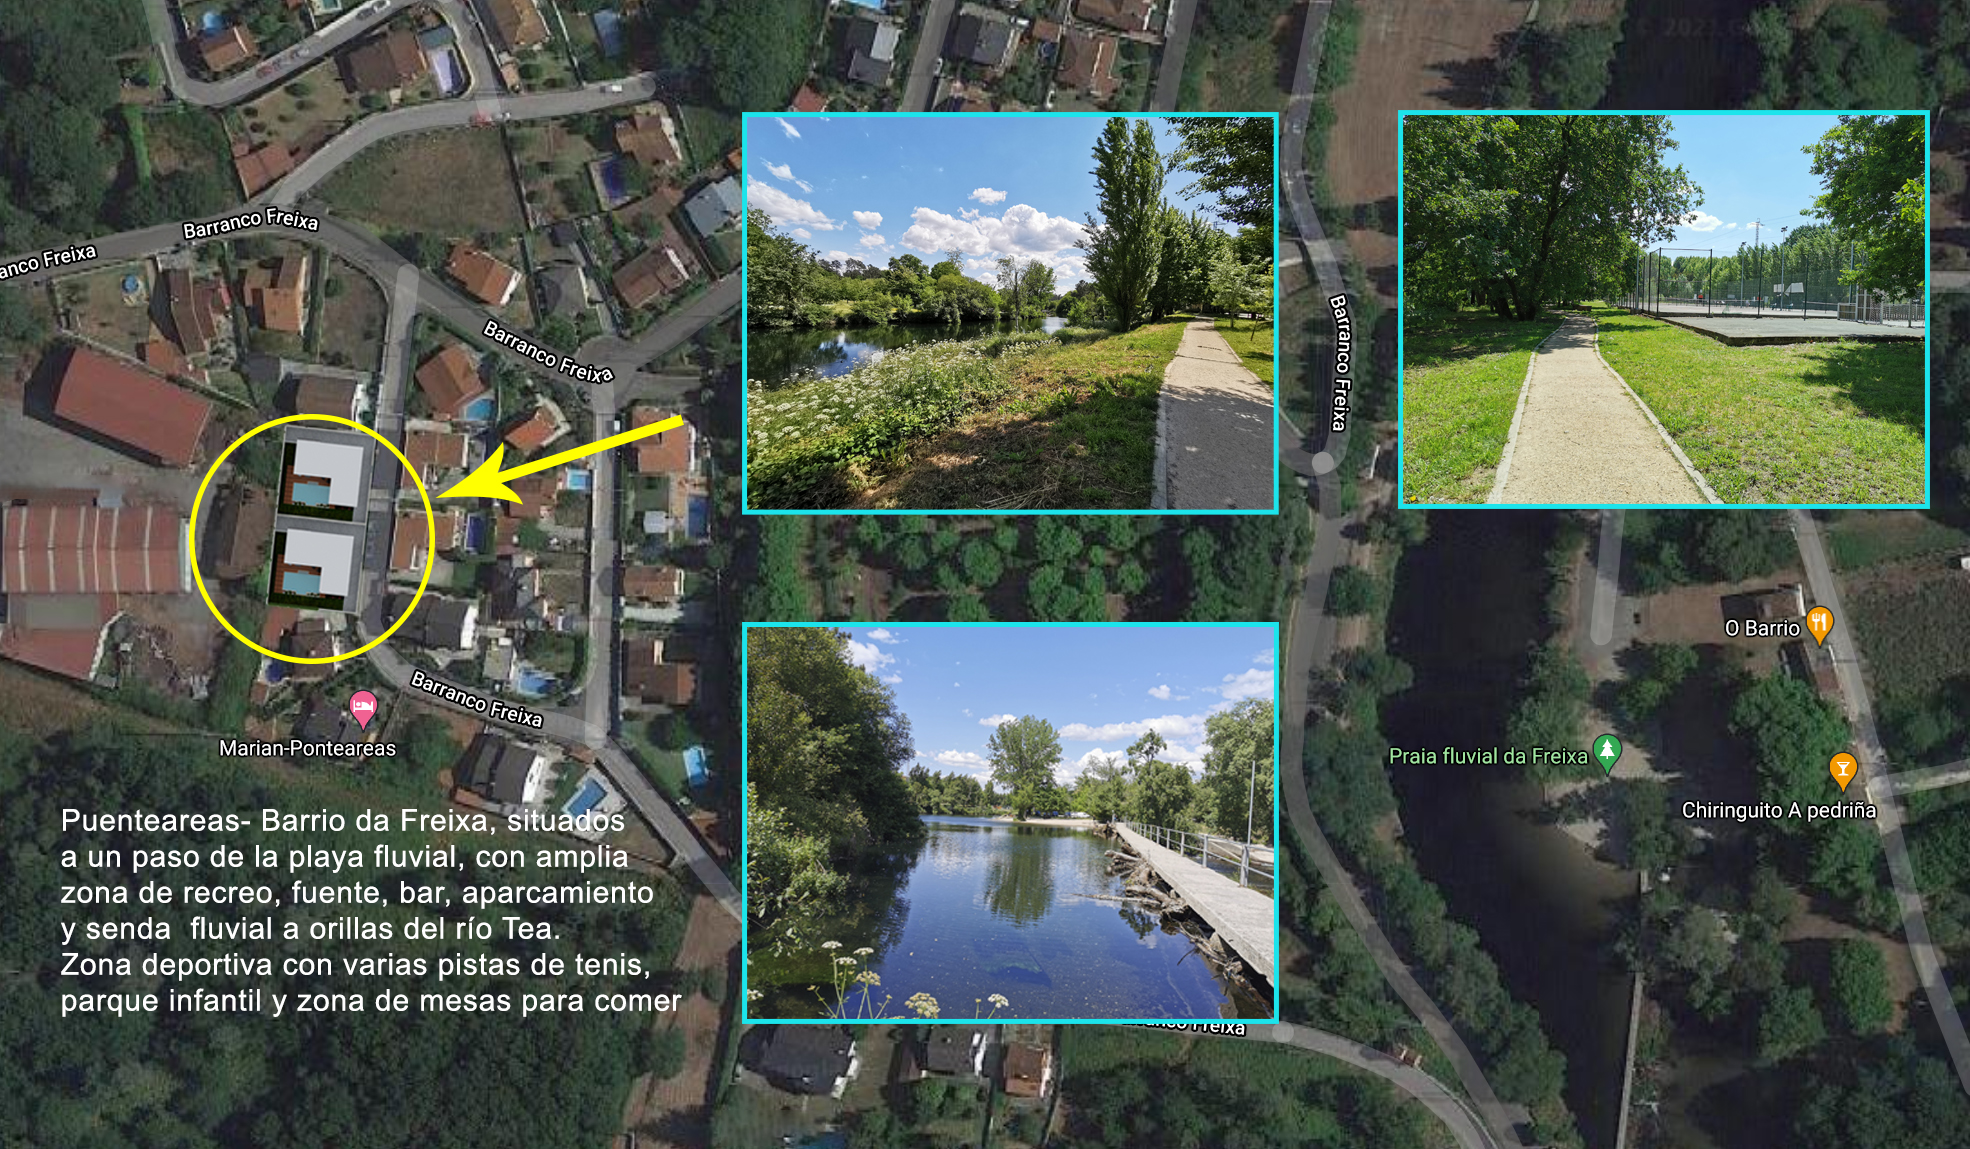 © 2021 G
Barranco Freixa
anco Freixa
Barranco Freixa
Barranco Freixa
O Barrio
Barranco Freixa
Marian-Ponteareas
Praia fluvial da Freixa
Chiringuito A pedriña
Puenteareas- Barrio da Freixa, situados
a un paso de la playa fluvial, con amplia
zona de recreo, fuente, bar, aparcamiento
y senda  fluvial a orillas del río Tea.
Zona deportiva con varias pistas de tenis,
parque infantil y zona de mesas para comer
ranco Freixa